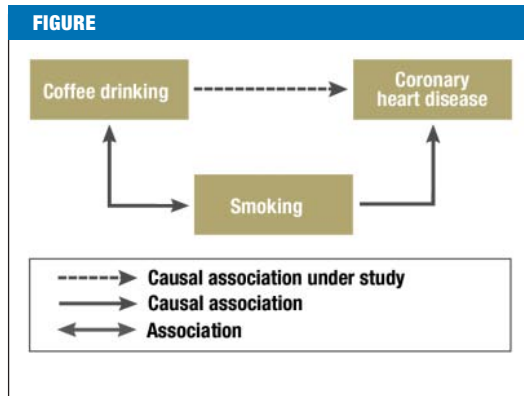 FIGURE
Coffee drinking
Coronary
heart disease
Smoking
Causal association under study
Causal association
Association